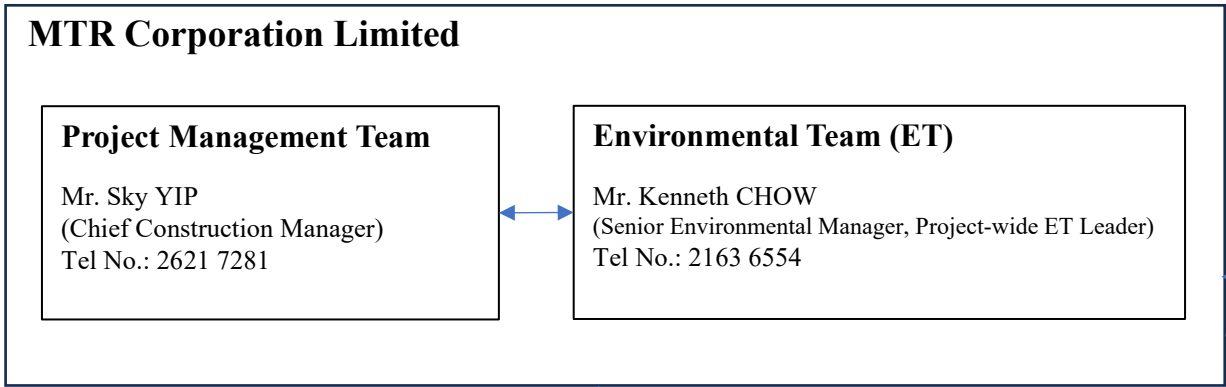 MTR Corporation Limited
Project Management Team
Mr. Sky YIP
(Chief Construction Manager)
Tel No.: 2621 7281
Environmental Team (ET)
Mr. Kenneth CHOW
(Senior Environmental Manager, Project-wide ET Leader)
Tel No.: 2163 6554